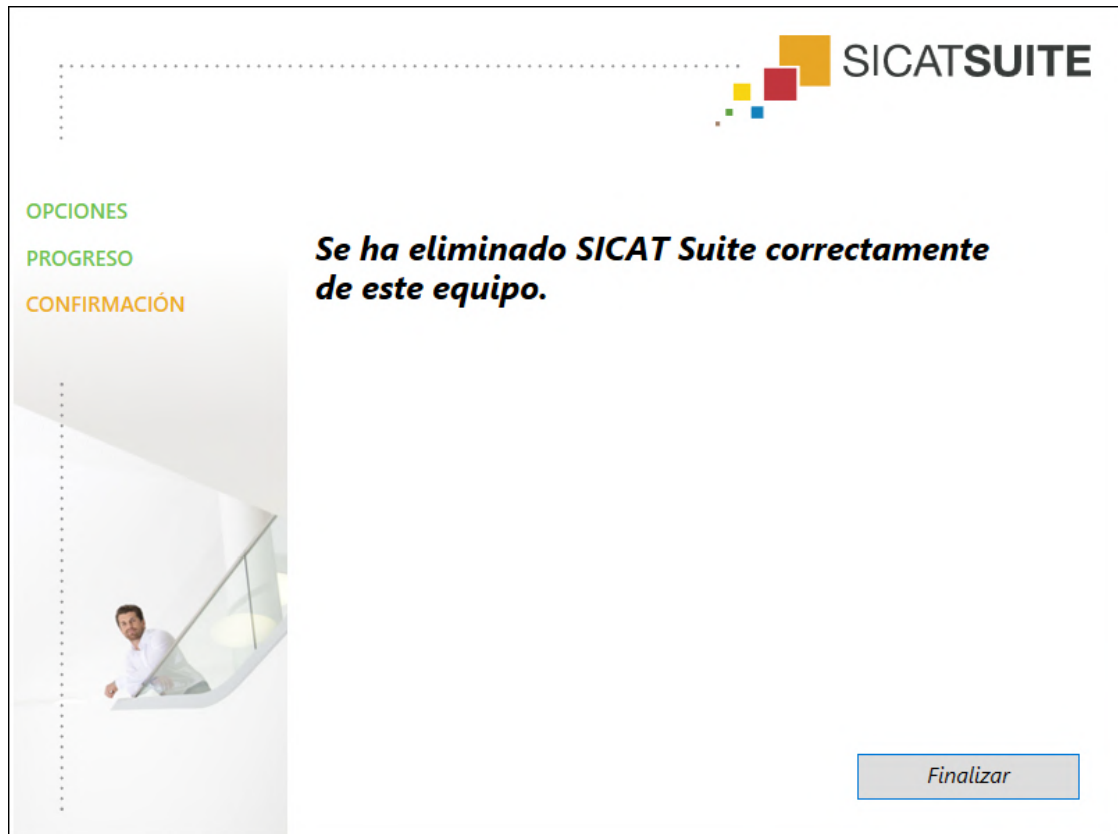 SICATSUITE
OPCIONES
PROGRESO
CONFIRMACIÓN
Se ha eliminado SICAT Suite correctamente
de este equipo.
Finalizar